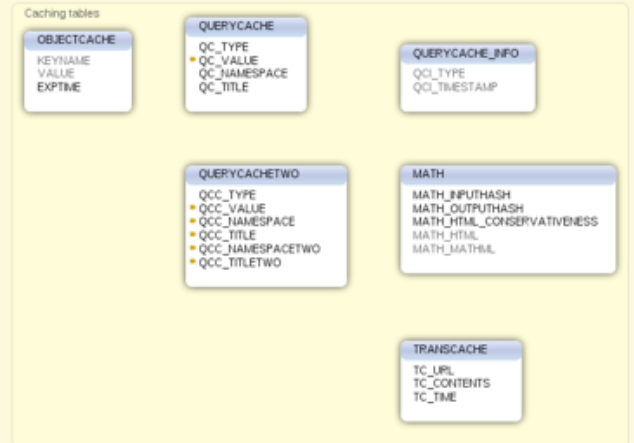 Caching tables
OBJECTCACHE
KEYNAME
VALUE
EXPTIME
QUERYCACHE
QC_TYPE
QC_VALUE
QC_NAMESPACE
QC_TITLE
QUERYCACHE_INFO
QCI_TYPE
QCI_TIMESTAMP
QUERYCACHETWO
QCC_TYPE
QCC_VALUE
QCC_NAMESPACE
QCC_TITLE
QCC_NAMESPACETWO
QCC_TITLETWO
MATH
MATH_INPUTHASH
MATH_OUTPUTHASH
MATH_HTML_CONSERVATIVENESS
MATH_HTML
MATH_MATHML
TRANSCACHE
TC_URL
TC_CONTENTS
TC_TIME